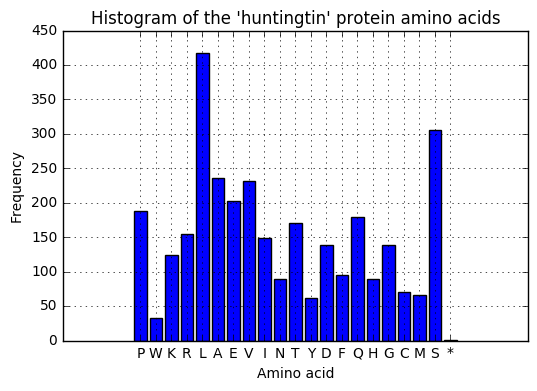 Histogram of the 'huntingtin' protein amino acids
450
400
350
300
250
200
150
100
50
0
Frequency
P W K R L A E V I N T Y D F Q H G C M S *
Amino acid